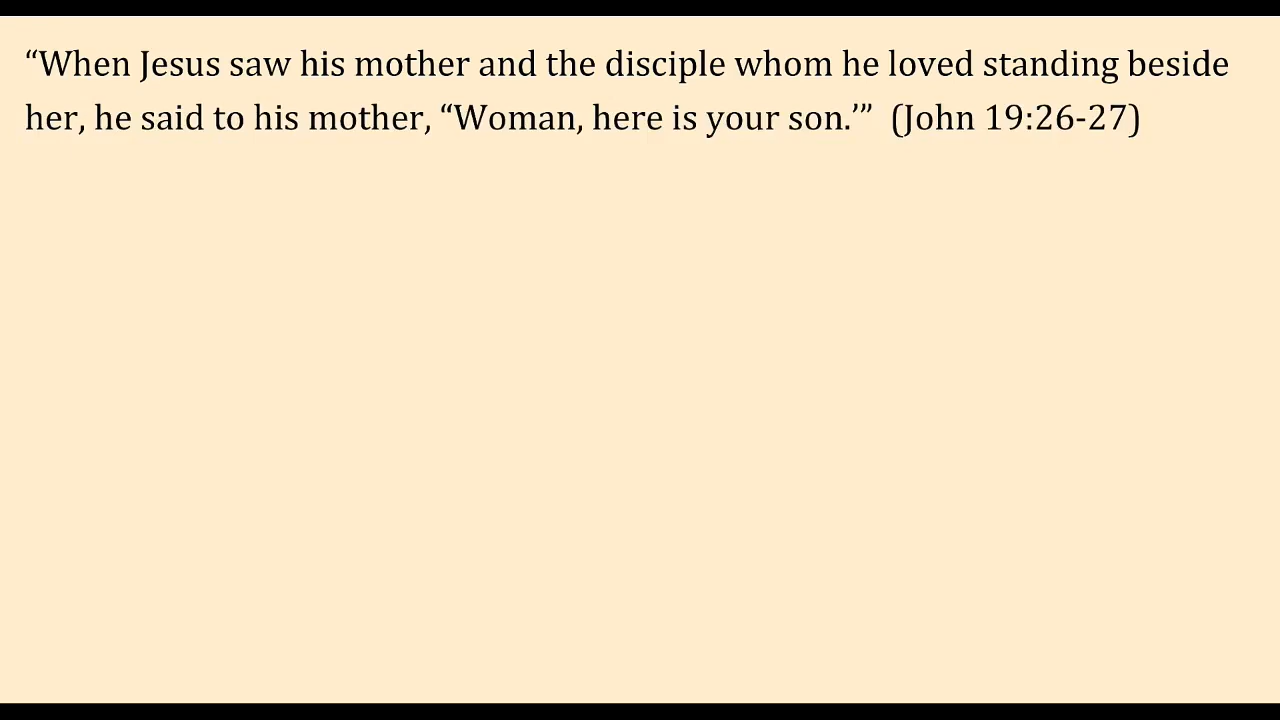 “When Jesus saw his mother and the disciple whom he loved standing beside
her, he said to his mother, “Woman, here is your son.’”  (John 19:26-27)